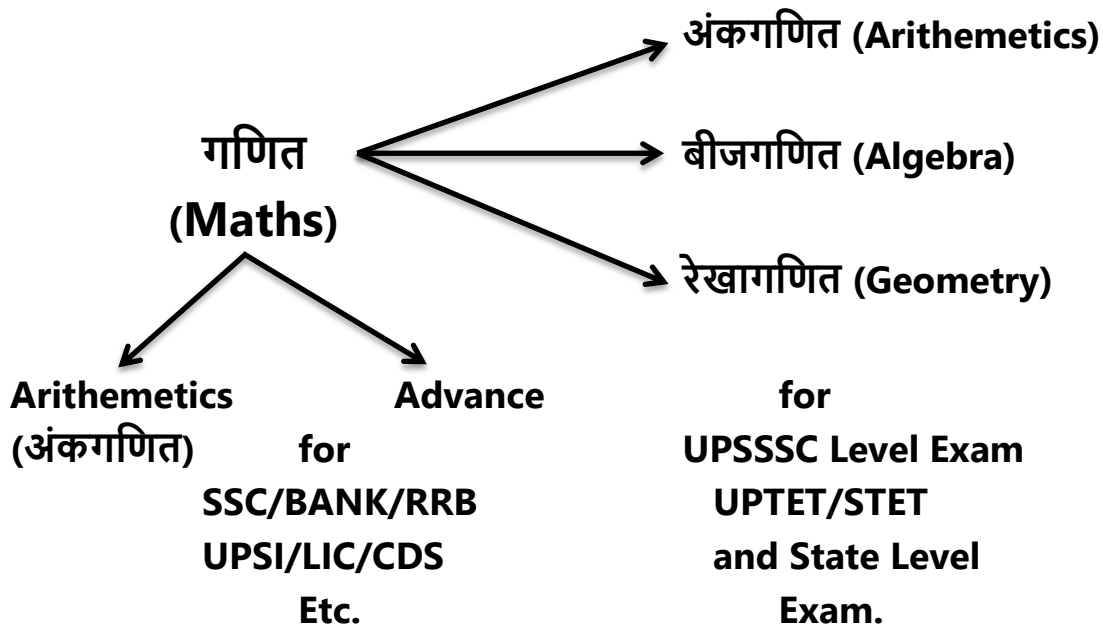 अंकगणित (Arithemetics)
गणित
(Maths)
बीजगणित (Algebra)
रेखागणित (Geometry)
Arithemetics
(अंकगणित)
Advance
for
SSC/BANK/RRB
UPSI/LIC/CDS
Etc.
for
UPSSSC Level Exam
UPTET/STET
and State Level
Exam.